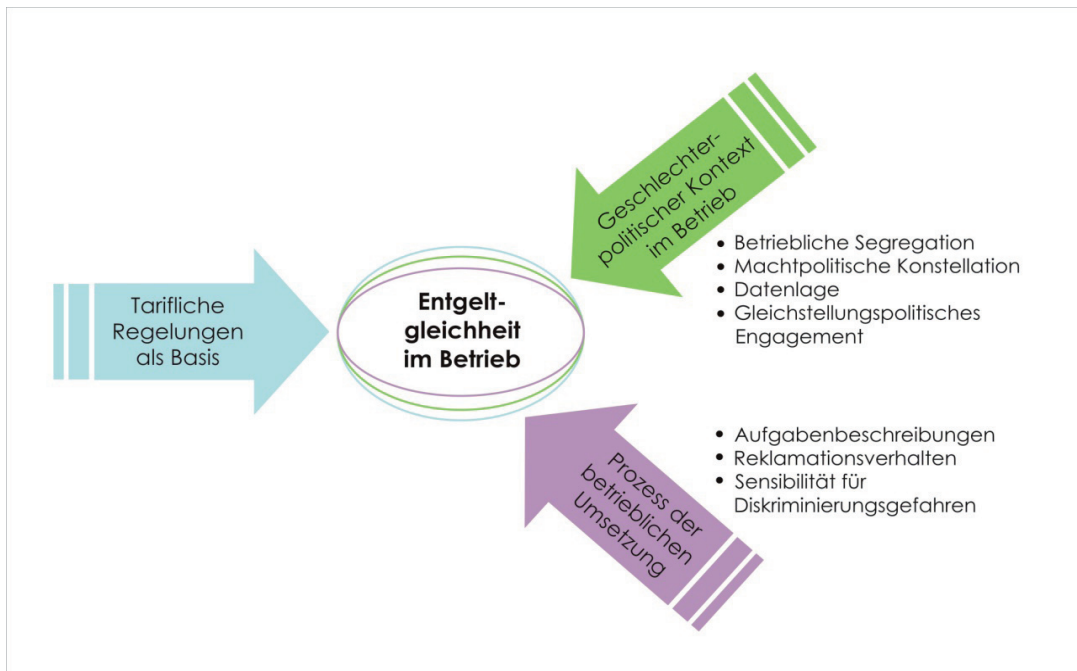 Tarifliche
Regelungen
als Basis
Entgelt-
gleichheit
im Betrieb
Geschlechter-
politischer Kontext
im Betrieb
• Betriebliche Segregation
• Machtpolitische Konstellation
• Datenlage
• Gleichstellungspolitisches
Engagement
Prozess der
betrieblichen
Umsetzung
• Aufgabenbeschreibungen
• Reklamationsverhalten
• Sensibilität für
Diskriminierungsgefahren